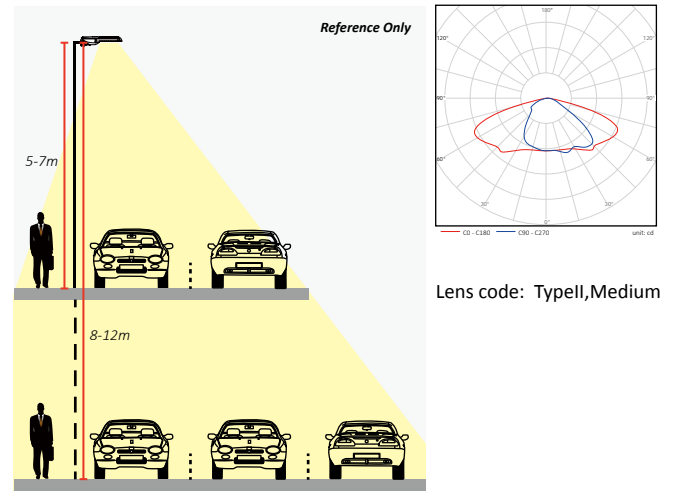 Reference Only
5-7m
8-12m
180°
120°
120°
90°
90°
60°
60°
30°
30°
0°
C0 - C180
C90 - C270
unit: cd
Lens code: TypeII,Medium